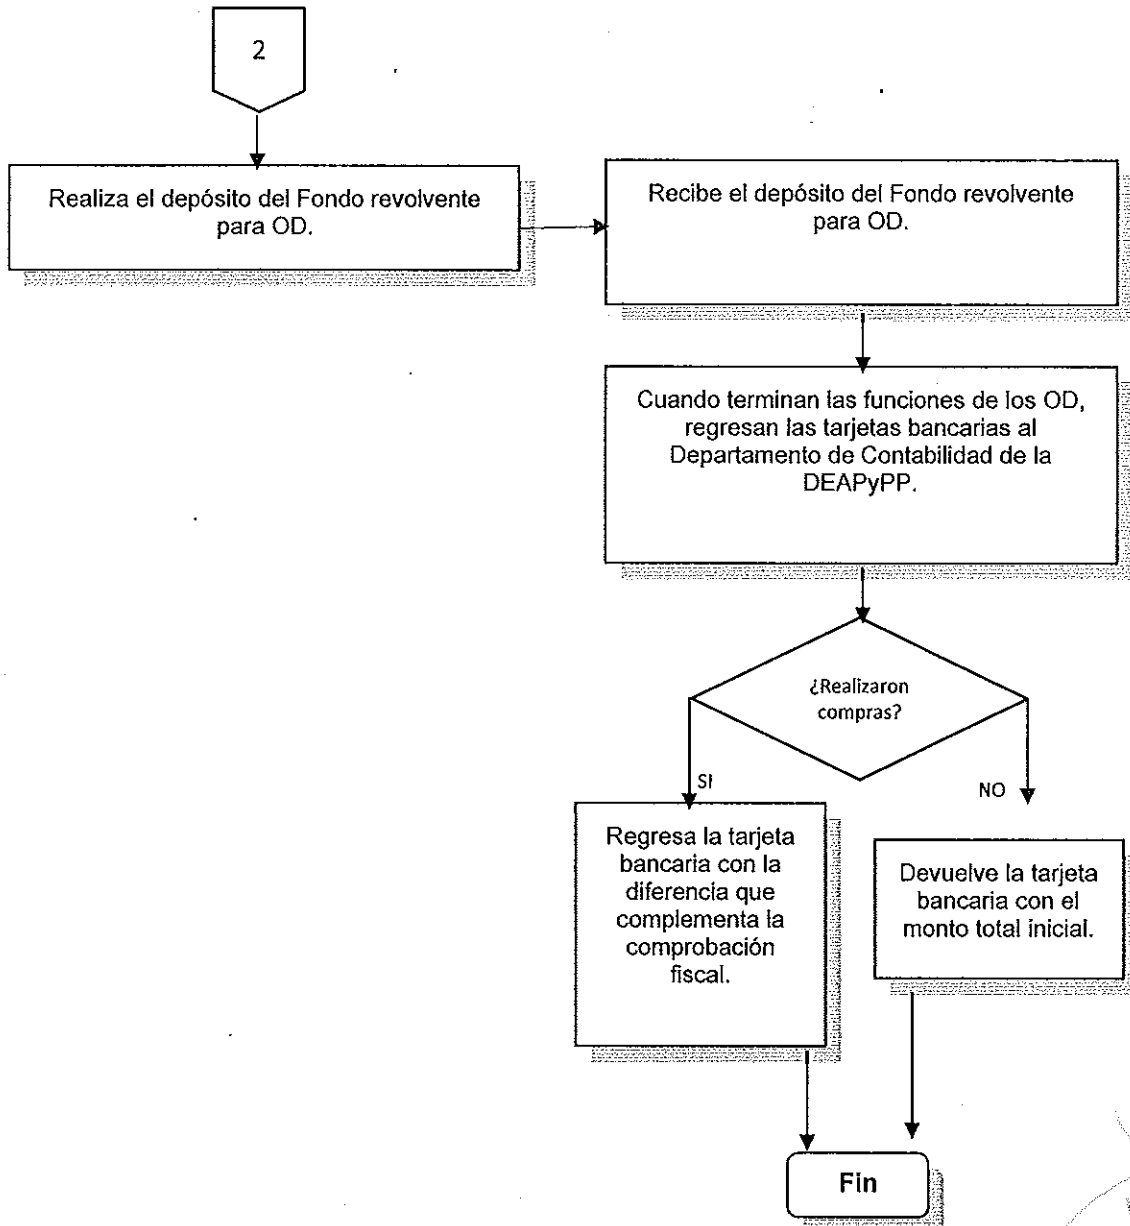 2
Realiza el depósito del Fondo revolvente
para OD.
Recibe el depósito del Fondo revolvente
para OD.
Cuando terminan las funciones de los OD,
regresan las tarjetas bancarias al
Departamento de Contabilidad de la
DEAPyPP.
¿Realizaron
compras?
SI
NO
Regresa la tarjeta
bancaria con la
diferencia que
complementa la
comprobación
fiscal.
Devuelve la tarjeta
bancaria con el
monto total inicial.
Fin